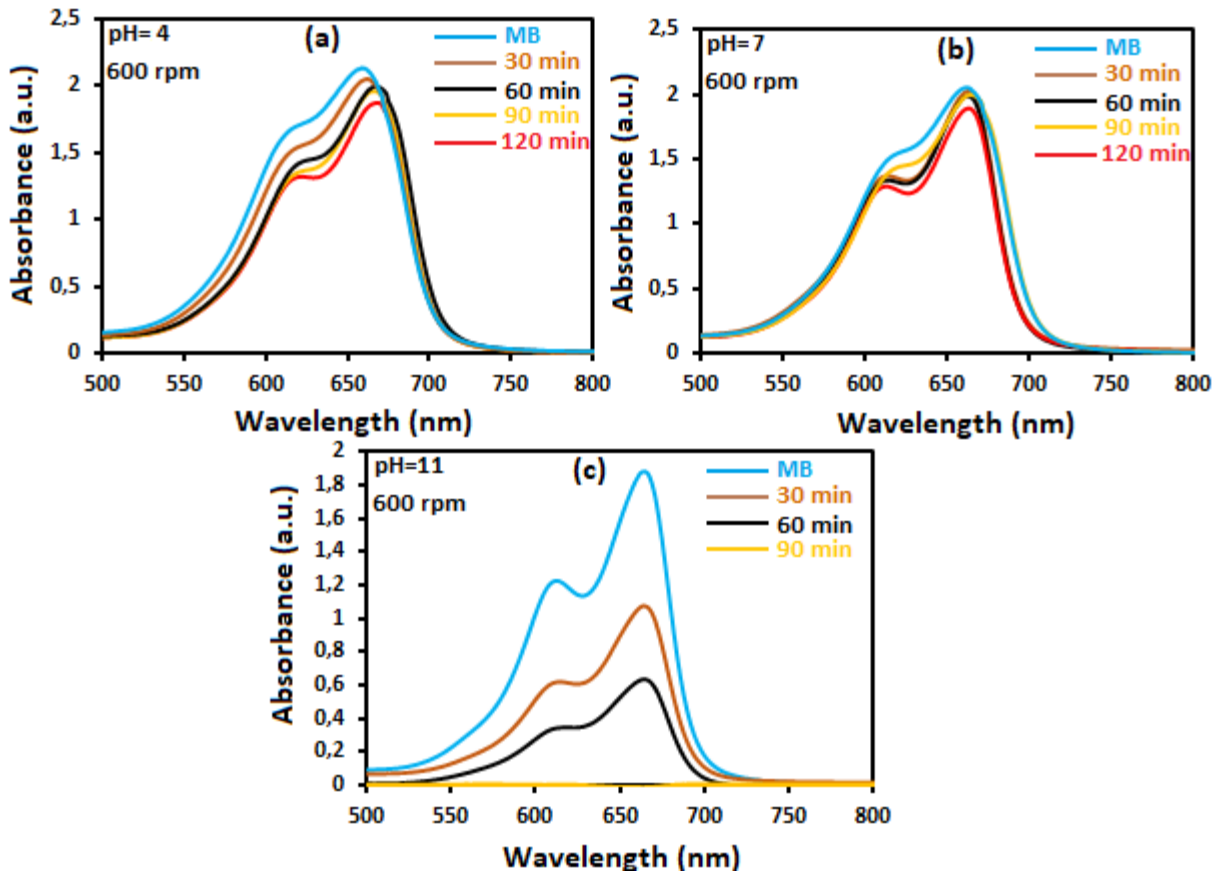 pH= 4
(a)
600 rpm
MB
30 min
60 min
90 min
120 min
2,5
2
1,5
1
0,5
0
500 550 600 650 700 750 800
Absorbance (a.u.)
Wavelength (nm)
pH=7
(b)
600 rpm
MB
30 min
60 min
90 min
120 min
2,5
2
1,5
1
0,5
0
500 550 600 650 700 750 800
Absorbance (a.u.)
Wavelength (nm)
pH=11
(c)
600 rpm
MB
30 min
60 min
90 min
2
1,8
1,6
1,4
1,2
1
0,8
0,6
0,4
0,2
0
500 550 600 650 700 750 800
Absorbance (a.u.)
Wavelength (nm)